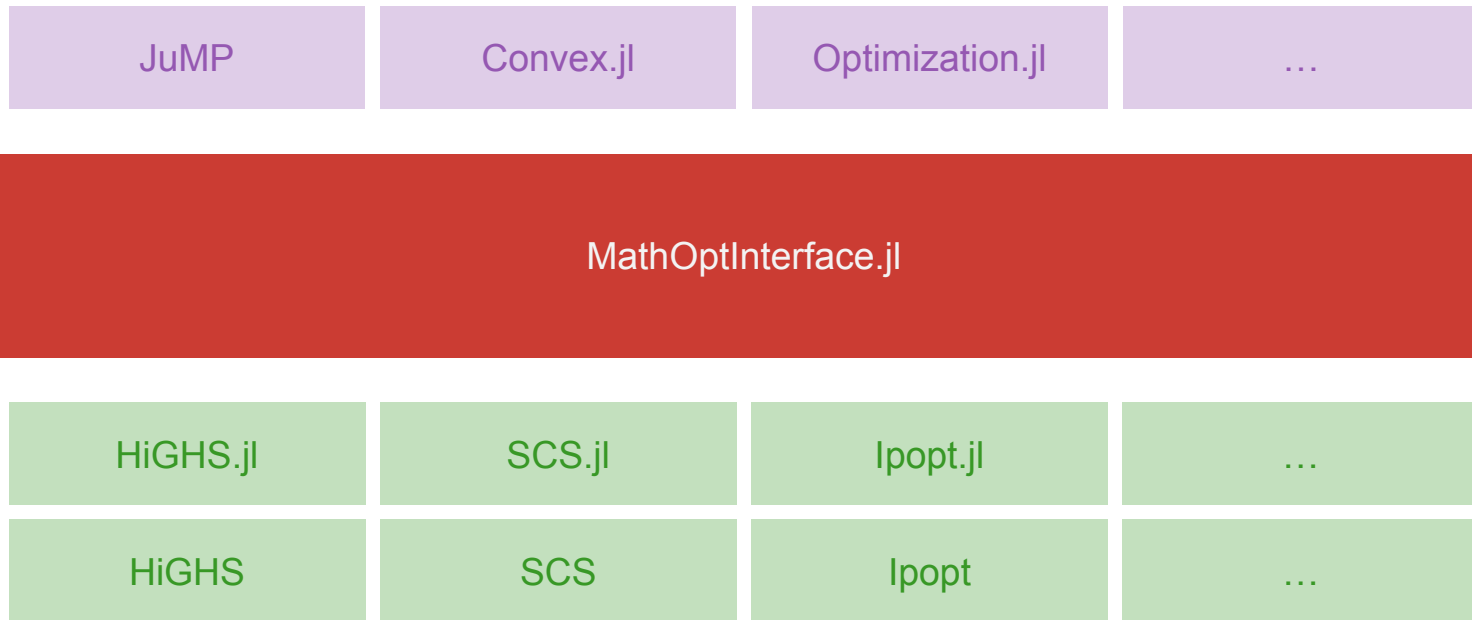 JuMP Convex.jl Optimization.jl …
MathOptInterface.jl
HiGHS.jl SCS.jl Ipopt.jl …
HiGHS SCS Ipopt …